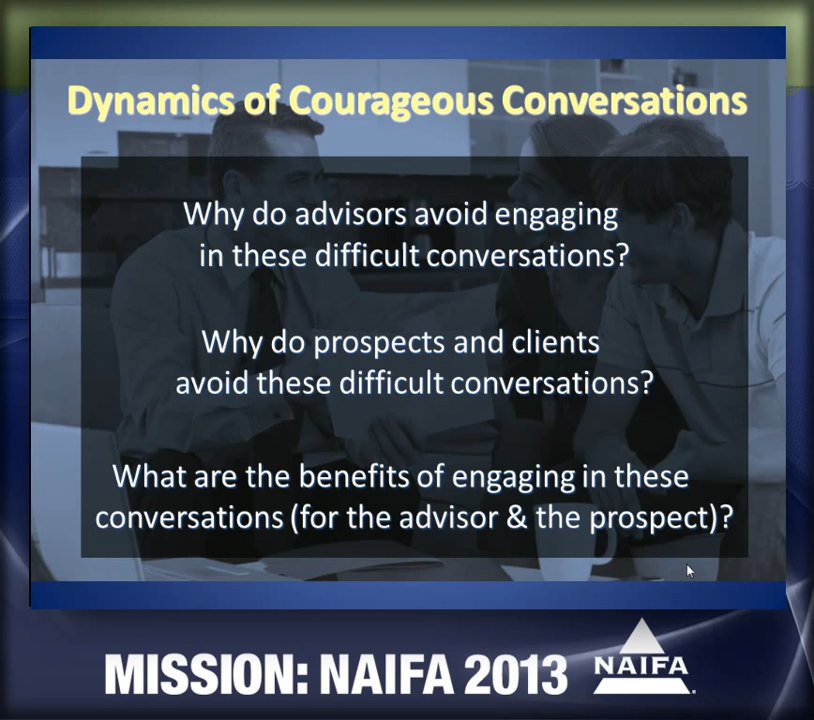 Dynamics of Courageous Conversations
Why do advisors avoid engaging
in these difficult conversations?
Why do prospects and clients
avoid these difficult conversations?
What are the benefits of engaging in these
conversations (for the advisor & the prospect)?
MISSION: NAIFA 2013
NAIFA